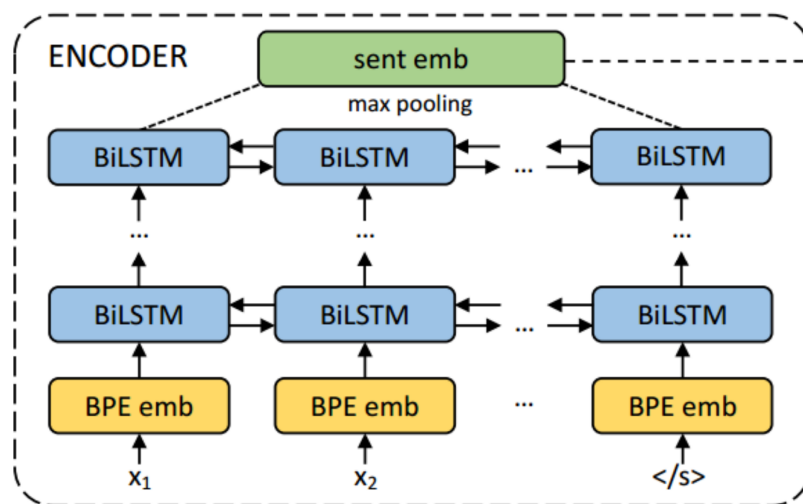 ENCODER
sent emb
max pooling
BiLSTM BiLSTM ... BiLSTM
... ... ...
BiLSTM BiLSTM ... BiLSTM
BPE emb BPE emb ... BPE emb
x₁ x₂ </s>